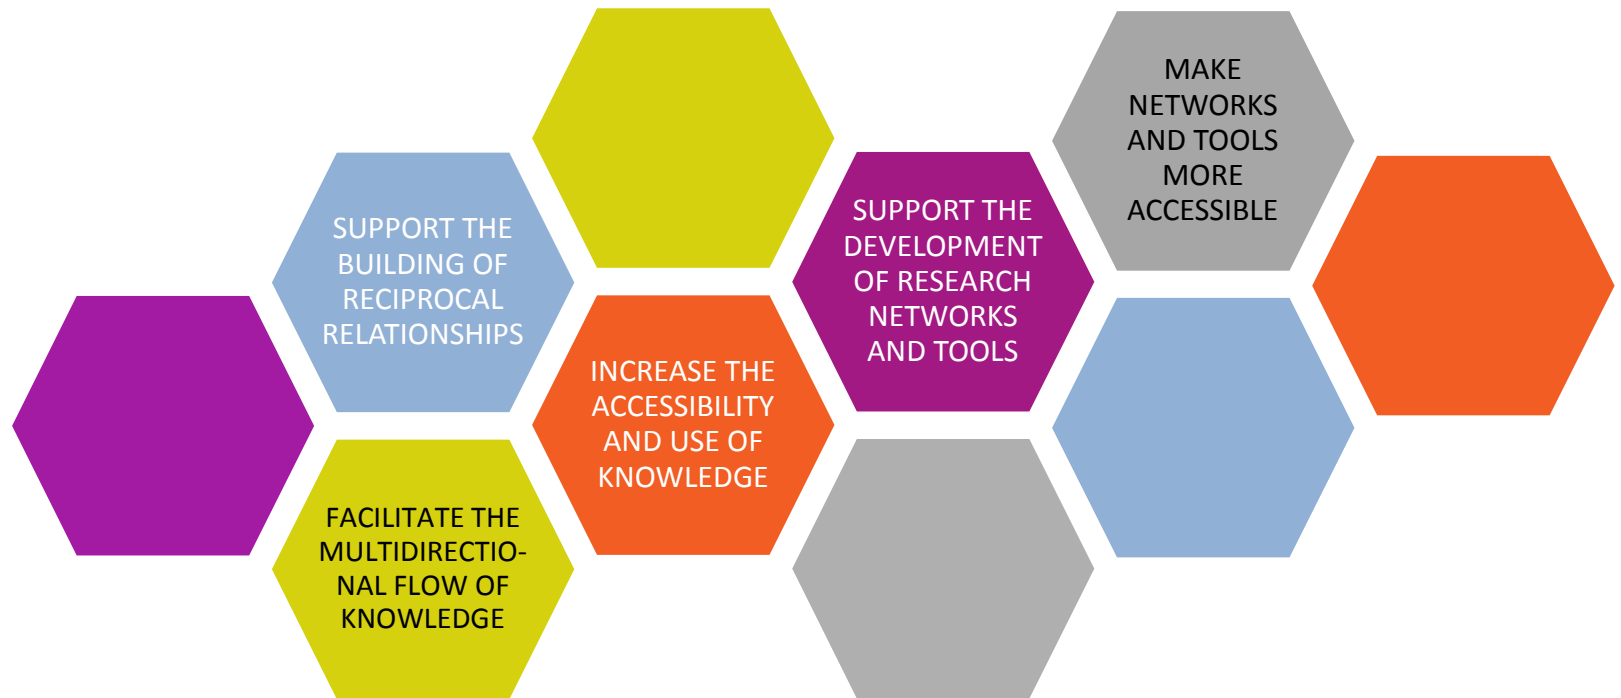 SUPPORT THE
BUILDING OF
RECIPROCAL
RELATIONSHIPS
FACILITATE THE
MULTIDIRECTIO-
NAL FLOW OF
KNOWLEDGE
INCREASE THE
ACCESSIBILITY
AND USE OF
KNOWLEDGE
SUPPORT THE
DEVELOPMENT
OF RESEARCH
NETWORKS
AND TOOLS
MAKE
NETWORKS
AND TOOLS
MORE
ACCESSIBLE